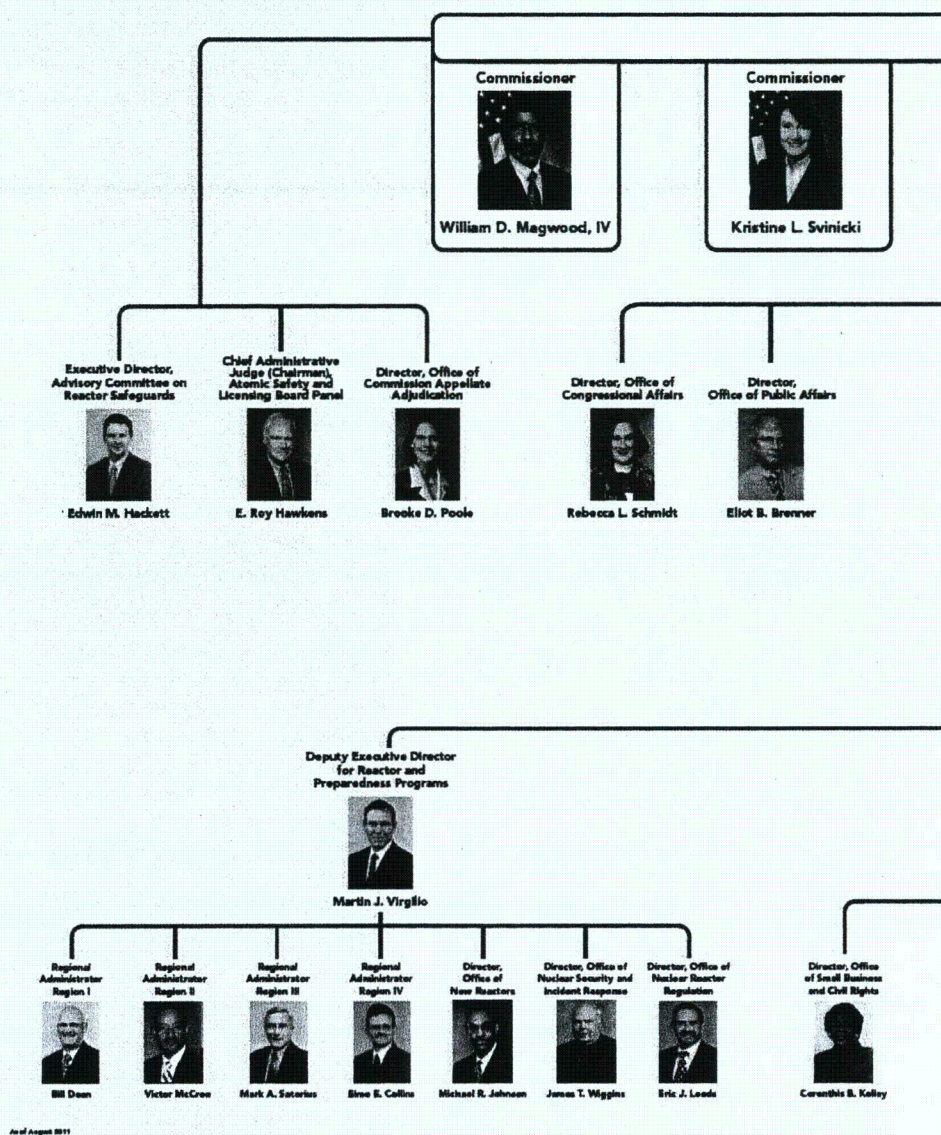 Commissioner
William D. Magwood, IV
Commissioner
Kristine L. Svinicki
Executive Director,
Advisory Committee on
Reactor Safeguards
Edwin M. Hackett
Chief Administrative
Judge (Chairman),
Atomic Safety and
Licensing Board Panel
E. Roy Hawkens
Director, Office of
Commission Appellate
Adjudication
Brooke D. Poole
Director, Office of
Congressional Affairs
Rebecca L. Schmidt
Director,
Office of Public Affairs
Eliot B. Brenner
Deputy Executive Director
for Reactor and
Preparedness Programs
Martin J. Virgilio
Regional
Administrator
Region I
Bill Dean
Regional
Administrator
Region II
Victor McCree
Regional
Administrator
Region III
Mark A. Satorius
Regional
Administrator
Region IV
Elmo E. Collins
Director,
Office of
New Reactors
Michael R. Johnson
Director, Office of
Nuclear Security and
Incident Response
James T. Wiggins
Director, Office of
Nuclear Reactor
Regulation
Eric J. Leeds
Director, Office
of Small Business
and Civil Rights
Corenthis B. Kelley
As of August 2011